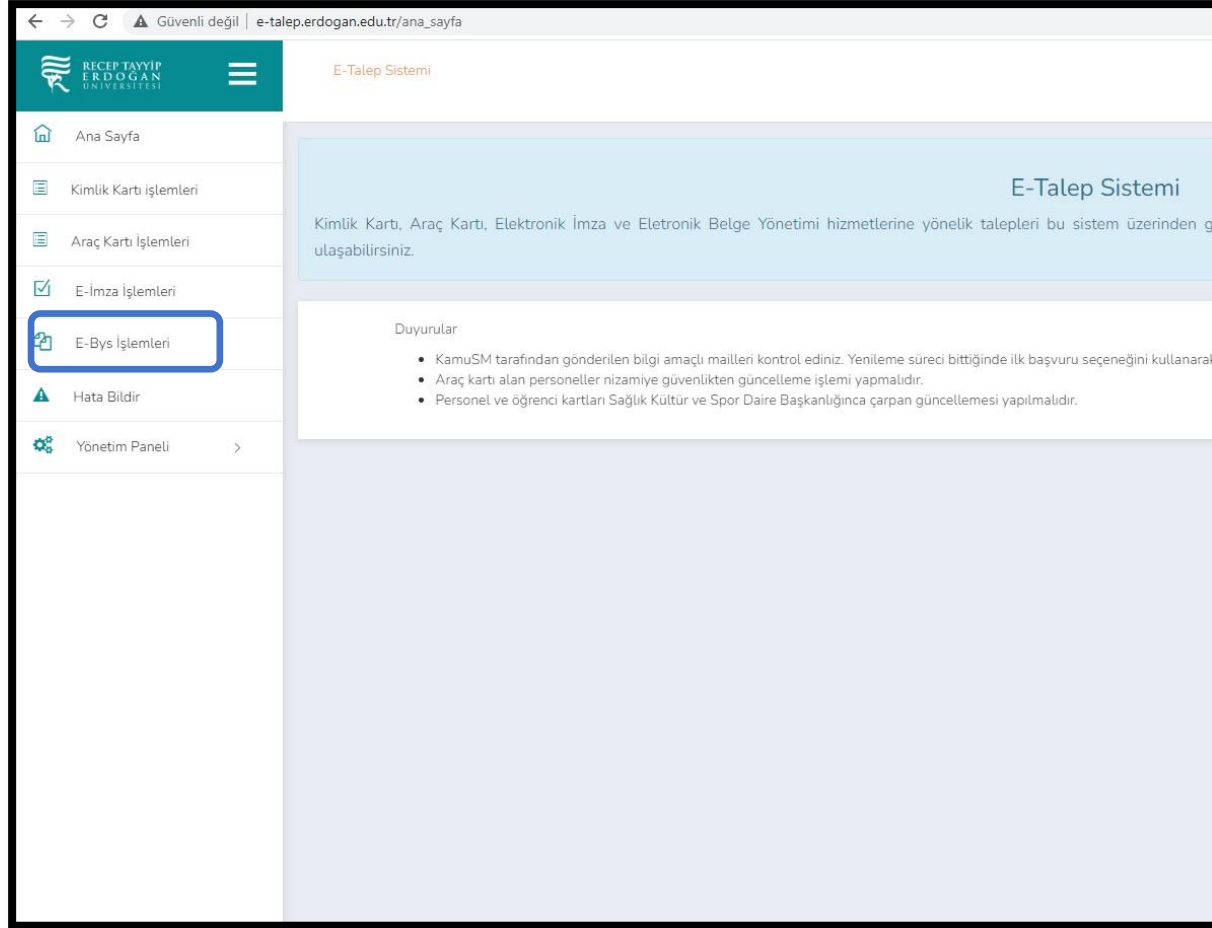 Güvenli değil | e-talep.erdogan.edu.tr/ana_sayfa
RECEP TAYYİP
ERDOĞAN
ÜNİVERSİTESİ
E-Talep Sistemi
Ana Sayfa
Kimlik Kartı işlemleri
Araç Kartı İşlemleri
E-İmza İşlemleri
E-Bys İşlemleri
Hata Bildir
Yönetim Paneli
E-Talep Sistemi
Kimlik Kartı, Araç Kartı, Elektronik İmza ve Eletronik Belge Yönetimi hizmetlerine yönelik talepleri bu sistem üzerinden g
ulaşabilirsiniz.
Duyurular
• KamuSM tarafından gönderilen bilgi amaçlı mailleri kontrol ediniz. Yenileme süreci bittiğinde ilk başvuru seçeneğini kullanarak
• Araç kartı alan personeller nizamiye güvenlikten güncelleme işlemi yapmalıdır.
• Personel ve öğrenci kartları Sağlık Kültür ve Spor Daire Başkanlığınca çarpan güncellemesi yapılmalıdır.